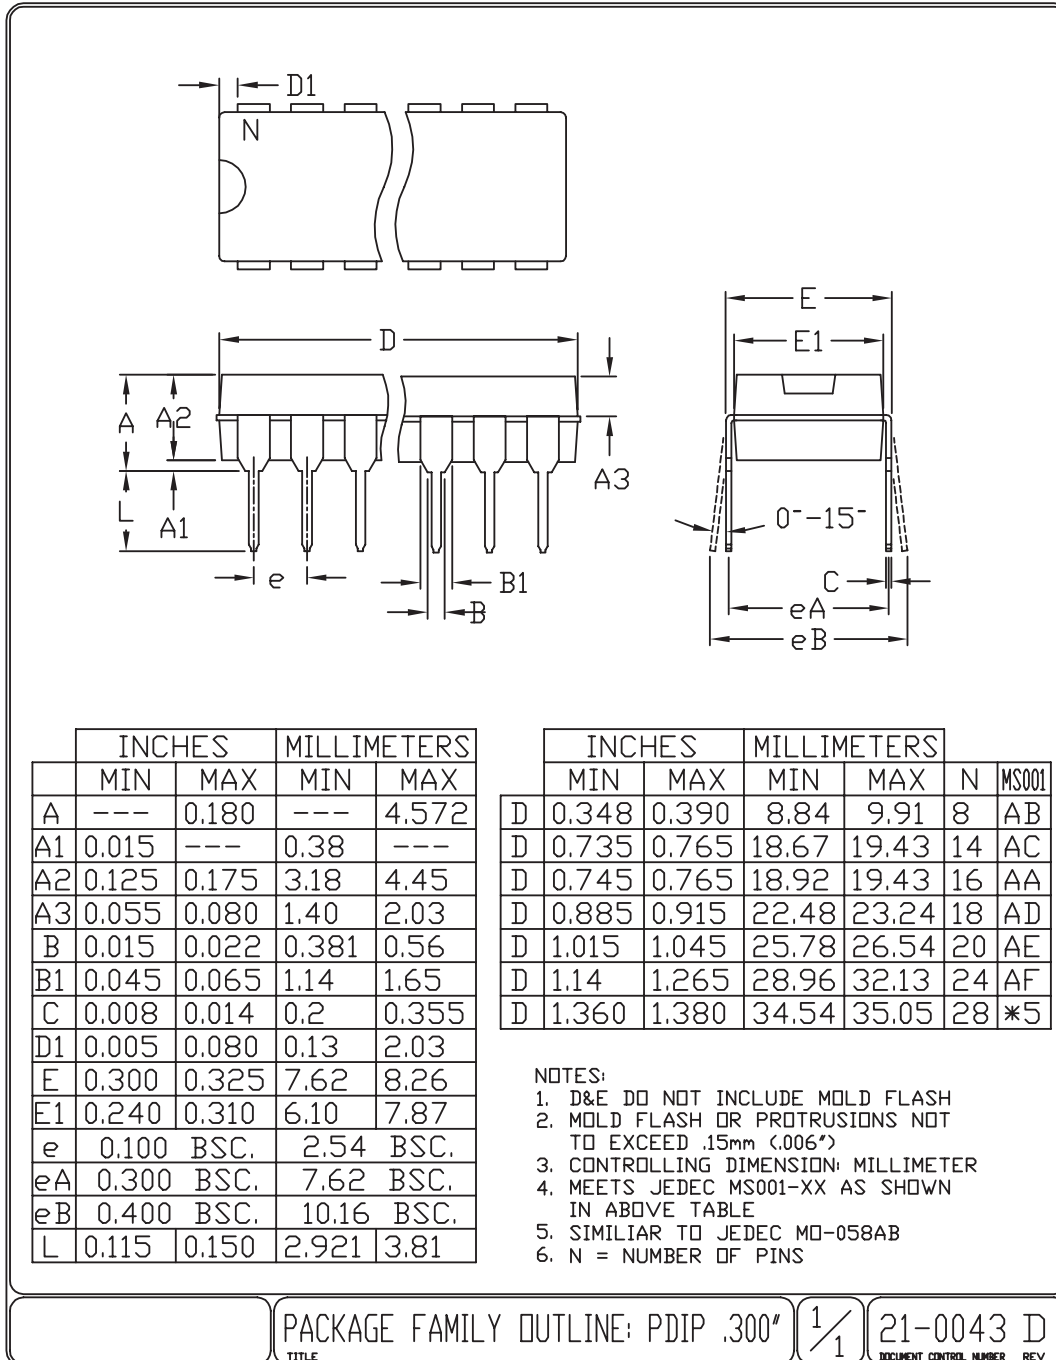 D1
N
D
E
E1
A
A2
A3
L
A1
0°-15°
e
B1
B
C
eA
eB
INCHES MILLIMETERS
MIN MAX MIN MAX
A --- 0.180 --- 4.572
A1 0.015 --- 0.38 ---
A2 0.125 0.175 3.18 4.45
A3 0.055 0.080 1.40 2.03
B 0.015 0.022 0.381 0.56
B1 0.045 0.065 1.14 1.65
C 0.008 0.014 0.2 0.355
D1 0.005 0.080 0.13 2.03
E 0.300 0.325 7.62 8.26
E1 0.240 0.310 6.10 7.87
e 0.100 BSC. 2.54 BSC.
eA 0.300 BSC. 7.62 BSC.
eB 0.400 BSC. 10.16 BSC.
L 0.115 0.150 2.921 3.81
INCHES MILLIMETERS
MIN MAX MIN MAX N MS001
D 0.348 0.390 8.84 9.91 8 AB
D 0.735 0.765 18.67 19.43 14 AC
D 0.745 0.765 18.92 19.43 16 AA
D 0.885 0.915 22.48 23.24 18 AD
D 1.015 1.045 25.78 26.54 20 AE
D 1.14 1.265 28.96 32.13 24 AF
D 1.360 1.380 34.54 35.05 28 *5
NOTES:
1. D&E DO NOT INCLUDE MOLD FLASH
2. MOLD FLASH OR PROTRUSIONS NOT
TO EXCEED .15mm (.006")
3. CONTROLLING DIMENSION: MILLIMETER
4. MEETS JEDEC MS001-XX AS SHOWN
IN ABOVE TABLE
5. SIMILIAR TO JEDEC MO-058AB
6. N = NUMBER OF PINS
PACKAGE FAMILY OUTLINE: PDIP .300"
TITLE
1/1
21-0043 D
DOCUMENT CONTROL NUMBER REV